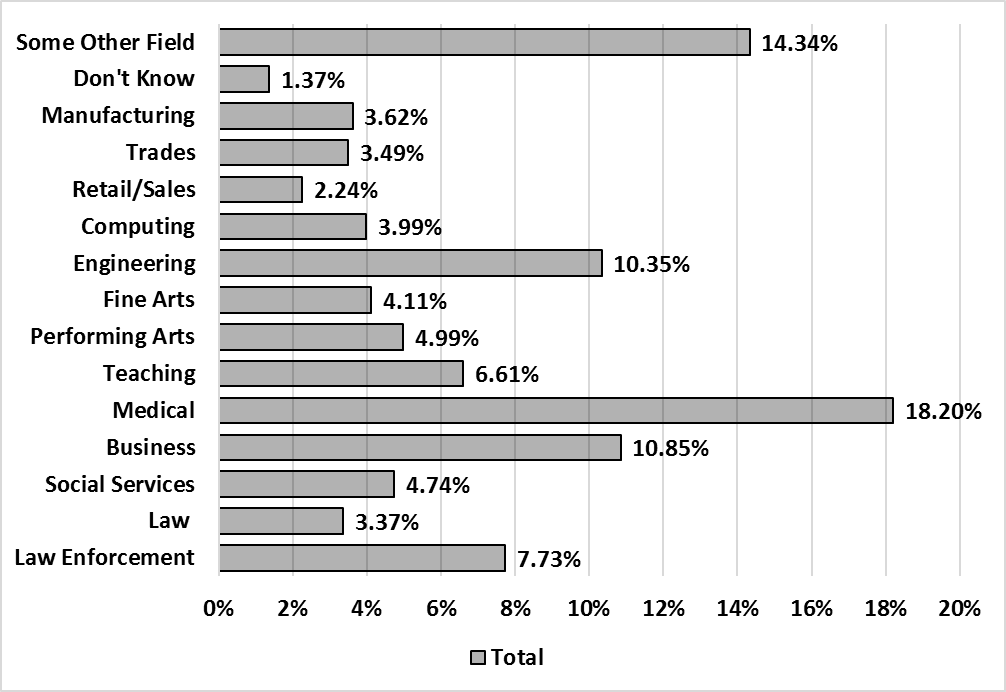 Some Other Field 14.34%
Don't Know 1.37%
Manufacturing 3.62%
Trades 3.49%
Retail/Sales 2.24%
Computing 3.99%
Engineering 10.35%
Fine Arts 4.11%
Performing Arts 4.99%
Teaching 6.61%
Medical 18.20%
Business 10.85%
Social Services 4.74%
Law 3.37%
Law Enforcement 7.73%
0% 2% 4% 6% 8% 10% 12% 14% 16% 18% 20%
Total